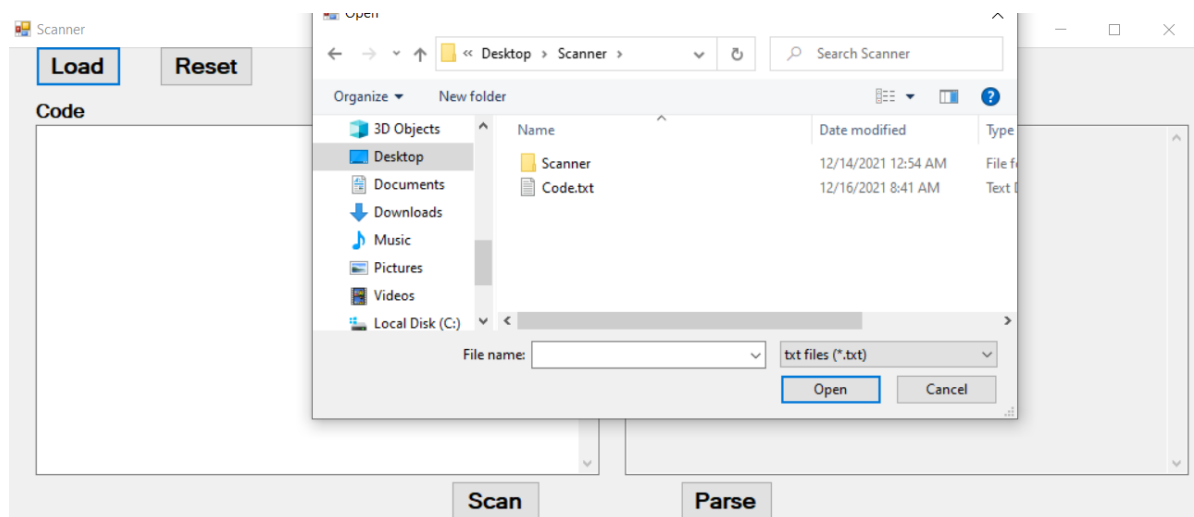 Scanner
Open
Load
Reset
« Desktop > Scanner >
Search Scanner
Organize
New folder
Code
3D Objects
Desktop
Documents
Downloads
Music
Pictures
Videos
Local Disk (C:)
Name
Date modified
Type
Scanner
12/14/2021 12:54 AM
File f
Code.txt
12/16/2021 8:41 AM
Text
File name:
txt files (*.txt)
Open
Cancel
Scan
Parse